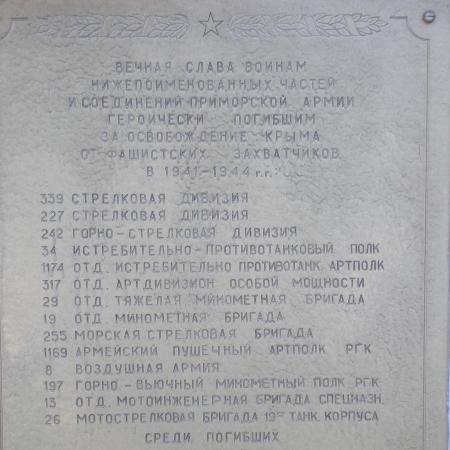 ВЕЧНАЯ СЛАВА ВОИНАМ
НИЖЕПОИМЕНОВАННЫХ ЧАСТЕЙ
И СОЕДИНЕНИЙ ПРИМОРСКОЙ АРМИИ
ГЕРОИЧЕСКИ ПОГИБШИМ
ЗА ОСВОБОЖДЕНИЕ КРЫМА
ОТ ФАШИСТСКИХ ЗАХВАТЧИКОВ
В 1941-1944 г.г.:
339 СТРЕЛКОВАЯ ДИВИЗИЯ
227 СТРЕЛКОВАЯ ДИВИЗИЯ
242 ГОРНО-СТРЕЛКОВАЯ ДИВИЗИЯ
34 ИСТРЕБИТЕЛЬНО-ПРОТИВОТАНКОВЫЙ ПОЛК
1174 ОТД. ИСТРЕБИТЕЛЬНО ПРОТИВОТАНК АРТПОЛК
317 ОТД. АРТДИВИЗИОН ОСОБОЙ МОЩНОСТИ
29 ОТД. ТЯЖЕЛАЯ МИНОМЕТНАЯ БРИГАДА
19 ОТД. МИНОМЕТНАЯ БРИГАДА
255 МОРСКАЯ СТРЕЛКОВАЯ БРИГАДА
1169 АРМЕЙСКИЙ ПУШЕЧНЫЙ АРТПОЛК РГК
8 ВОЗДУШНАЯ АРМИЯ
197 ГОРНО-ВЬЮЧНЫЙ МИНОМЕТНЫЙ ПОЛК РГК
13 ОТД. МОТОИНЖЕНЕРНАЯ БРИГАДА СПЕЦНАЗН.
26 МОТОСТРЕЛКОВАЯ БРИГАДА 19го ТАНК. КОРПУСА
СРЕДИ ПОГИБШИХ